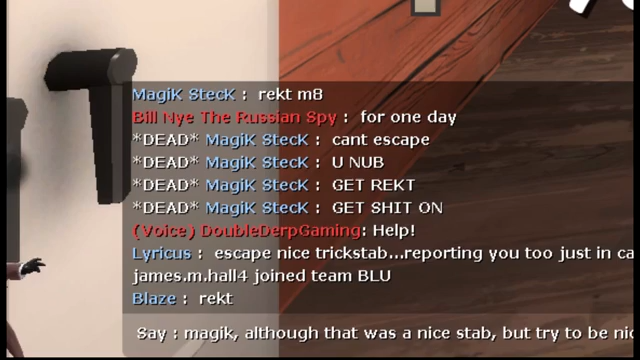 MagiK StecK : rekt m8
Bill Nye The Russian Spy : for one day
*DEAD* MagiK StecK : cant escape
*DEAD* MagiK StecK : U NUB
*DEAD* MagiK StecK : GET REKT
*DEAD* MagiK StecK : GET SHIT ON
(Voice) DoubleDerpGaming: Help!
Lyricus : escape nice trickstab...reporting you too just in ca
james.m.hall4 joined team BLU
Blaze : rekt
Say : magik, although that was a nice stab, but try to be nic